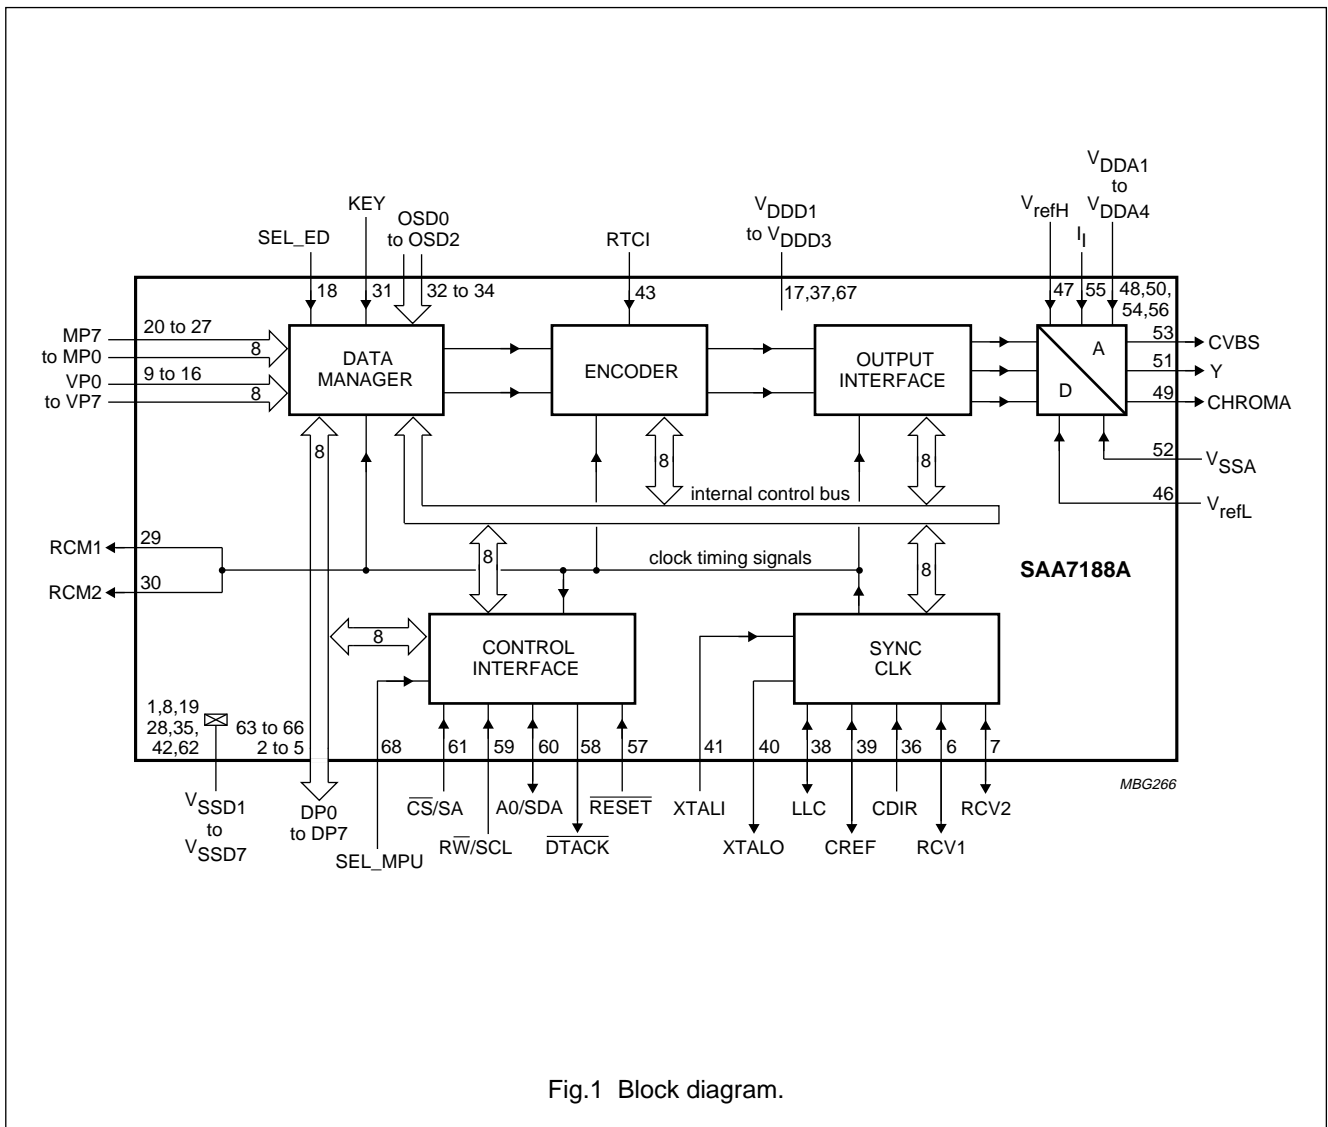 VDDA1
to
VDDA4
KEY
OSD0
to OSD2
SEL_ED
RTCI
VDDD1
to VDDD3
VrefH
II
18
31
32 to 34
43
17,37,67
47
55
48,50,
54,56
MP7
to MP0
20 to 27
8
VP0
to VP7
9 to 16
8
DATA
MANAGER
ENCODER
OUTPUT
INTERFACE
A
D
53
CVBS
51
Y
49
CHROMA
52
VSSA
46
VrefL
8
8
8
internal control bus
RCM1
29
RCM2
30
8
clock timing signals
8
SAA7188A
8
CONTROL
INTERFACE
SYNC
CLK
1,8,19
28,35,
42,62
63 to 66
2 to 5
68
61
59
60
58
57
41
40
38
39
36
6
7
MBG266
VSSD1
to
VSSD7
DP0
to DP7
SEL_MPU
C̅S̅/SA
RW̅/SCL
A0/SDA
D̅T̅A̅C̅K̅
R̅E̅S̅E̅T̅
XTALI
XTALO
LLC
CREF
CDIR
RCV1
RCV2
Fig.1 Block diagram.